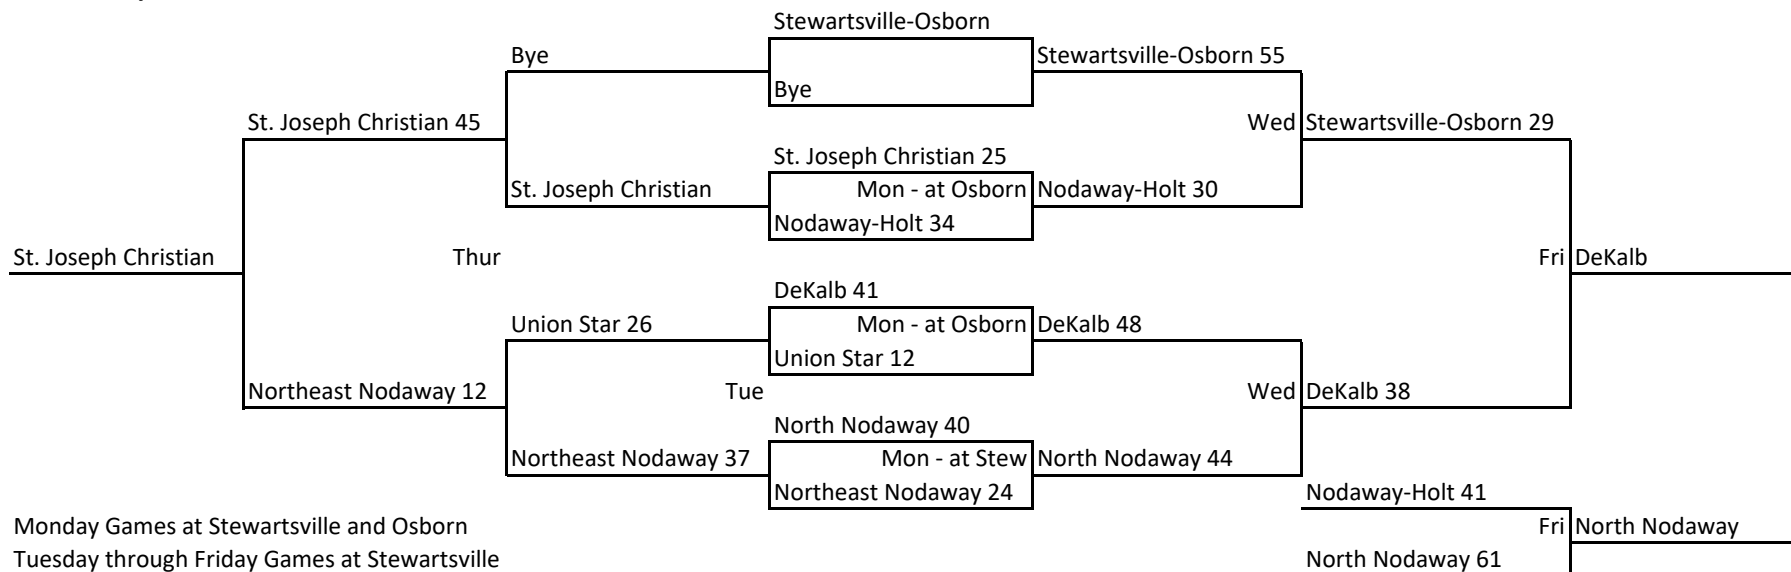 Stewartsville-Osborn
Bye
Stewartsville-Osborn 55
Bye
St. Joseph Christian 45
Wed
Stewartsville-Osborn 29
St. Joseph Christian 25
St. Joseph Christian
Mon - at Osborn
Nodaway-Holt 30
Nodaway-Holt 34
St. Joseph Christian
Thur
Fri
DeKalb
DeKalb 41
Union Star 26
Mon - at Osborn
DeKalb 48
Union Star 12
Northeast Nodaway 12
Tue
Wed
DeKalb 38
North Nodaway 40
Northeast Nodaway 37
Mon - at Stew
North Nodaway 44
Northeast Nodaway 24
Nodaway-Holt 41
Monday Games at Stewartsville and Osborn
Fri
North Nodaway
Tuesday through Friday Games at Stewartsville
North Nodaway 61